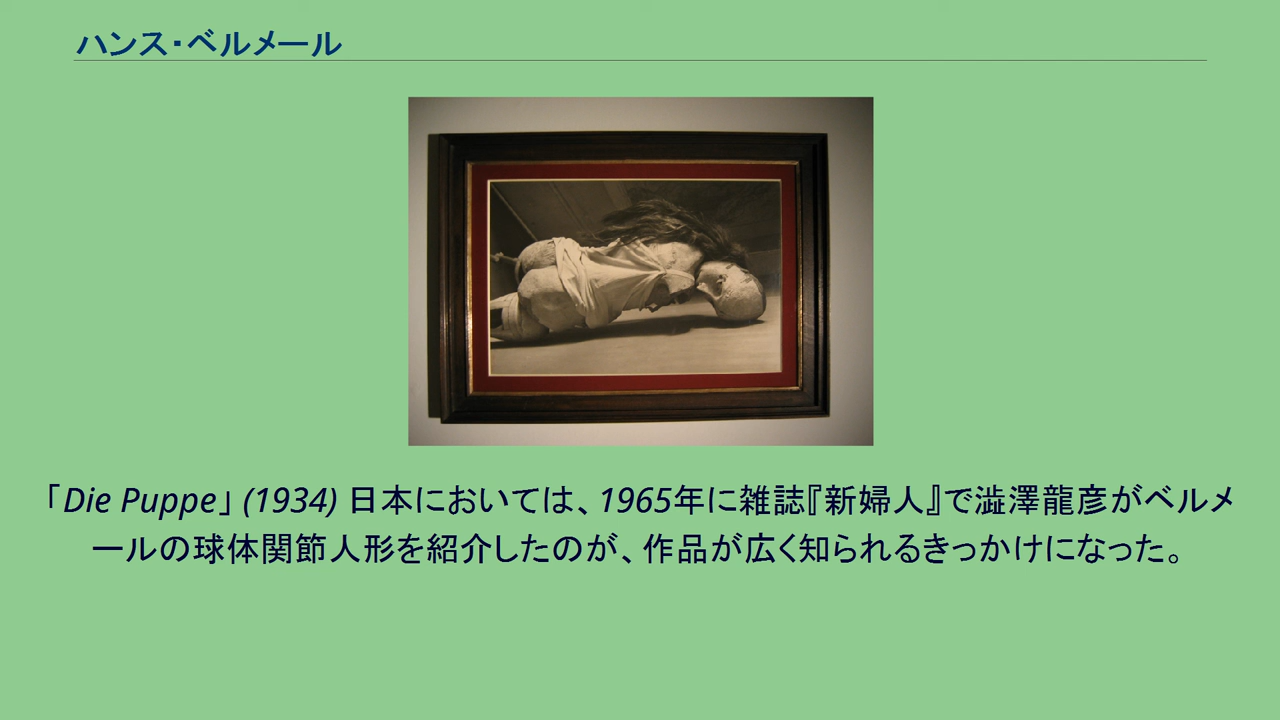 ハンス・ベルメール
「Die Puppe」 (1934) 日本においては、1965年に雑誌『新婦人』で澁澤龍彦がベルメ
ールの球体関節人形を紹介したのが、作品が広く知られるきっかけになった。